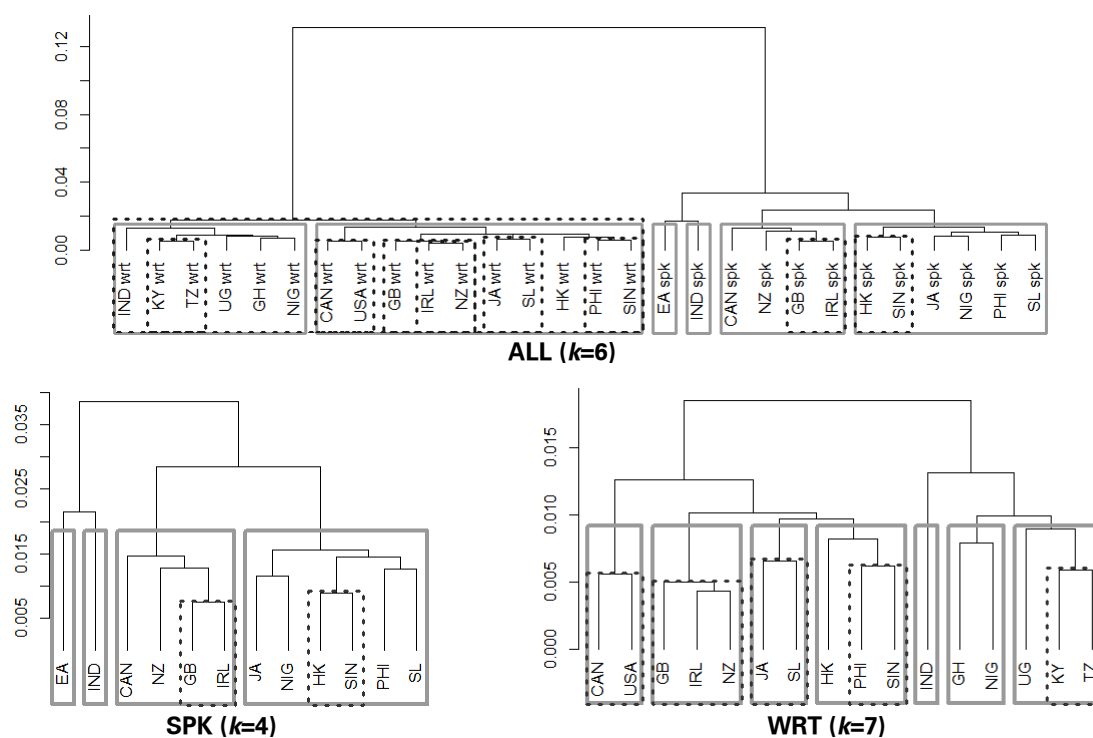 0.12
0.04
0.00
IND wrt
KY wrt
TZ wrt
UG wrt
GH wrt
NIG wrt
CAN wrt
USA wrt
GB wrt
IRL wrt
NZ wrt
JA wrt
SL wrt
HK wrt
PHI wrt
SIN wrt
EA spk
IND spk
CAN spk
NZ spk
GB spk
IRL spk
HK spk
SIN spk
JA spk
NIG spk
PHI spk
SL spk
ALL (k=6)
0.035
0.025
0.015
0.005
EA
IND
CAN
NZ
GB
IRL
JA
NIG
HK
SIN
PHI
SL
SPK (k=4)
0.015
0.010
0.005
0.000
CAN
USA
GB
IRL
NZ
JA
SL
HK
PHI
SIN
IND
GH
NIG
UG
KY
TZ
WRT (k=7)